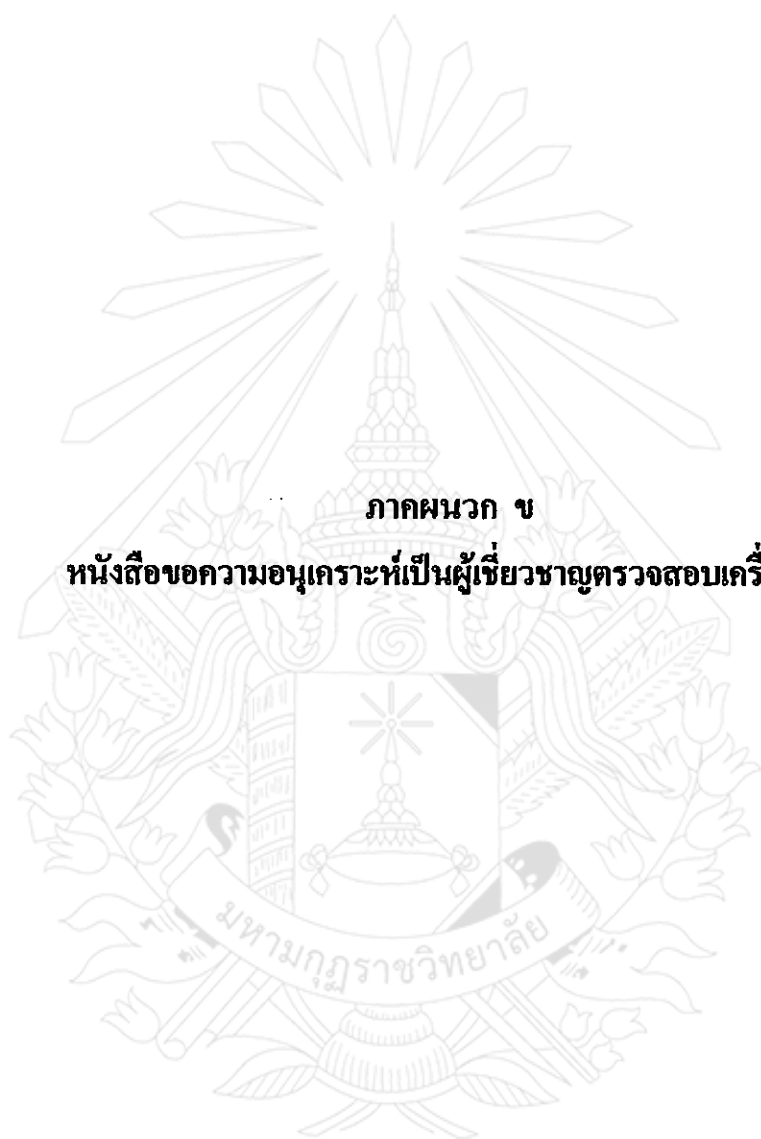 ภาคผนวก ข
หนังสือขอความอนุเคราะห์เป็นผู้เชี่ยวชาญตรวจสอบเครื่
มหามกุฏราชวิทยาลัย